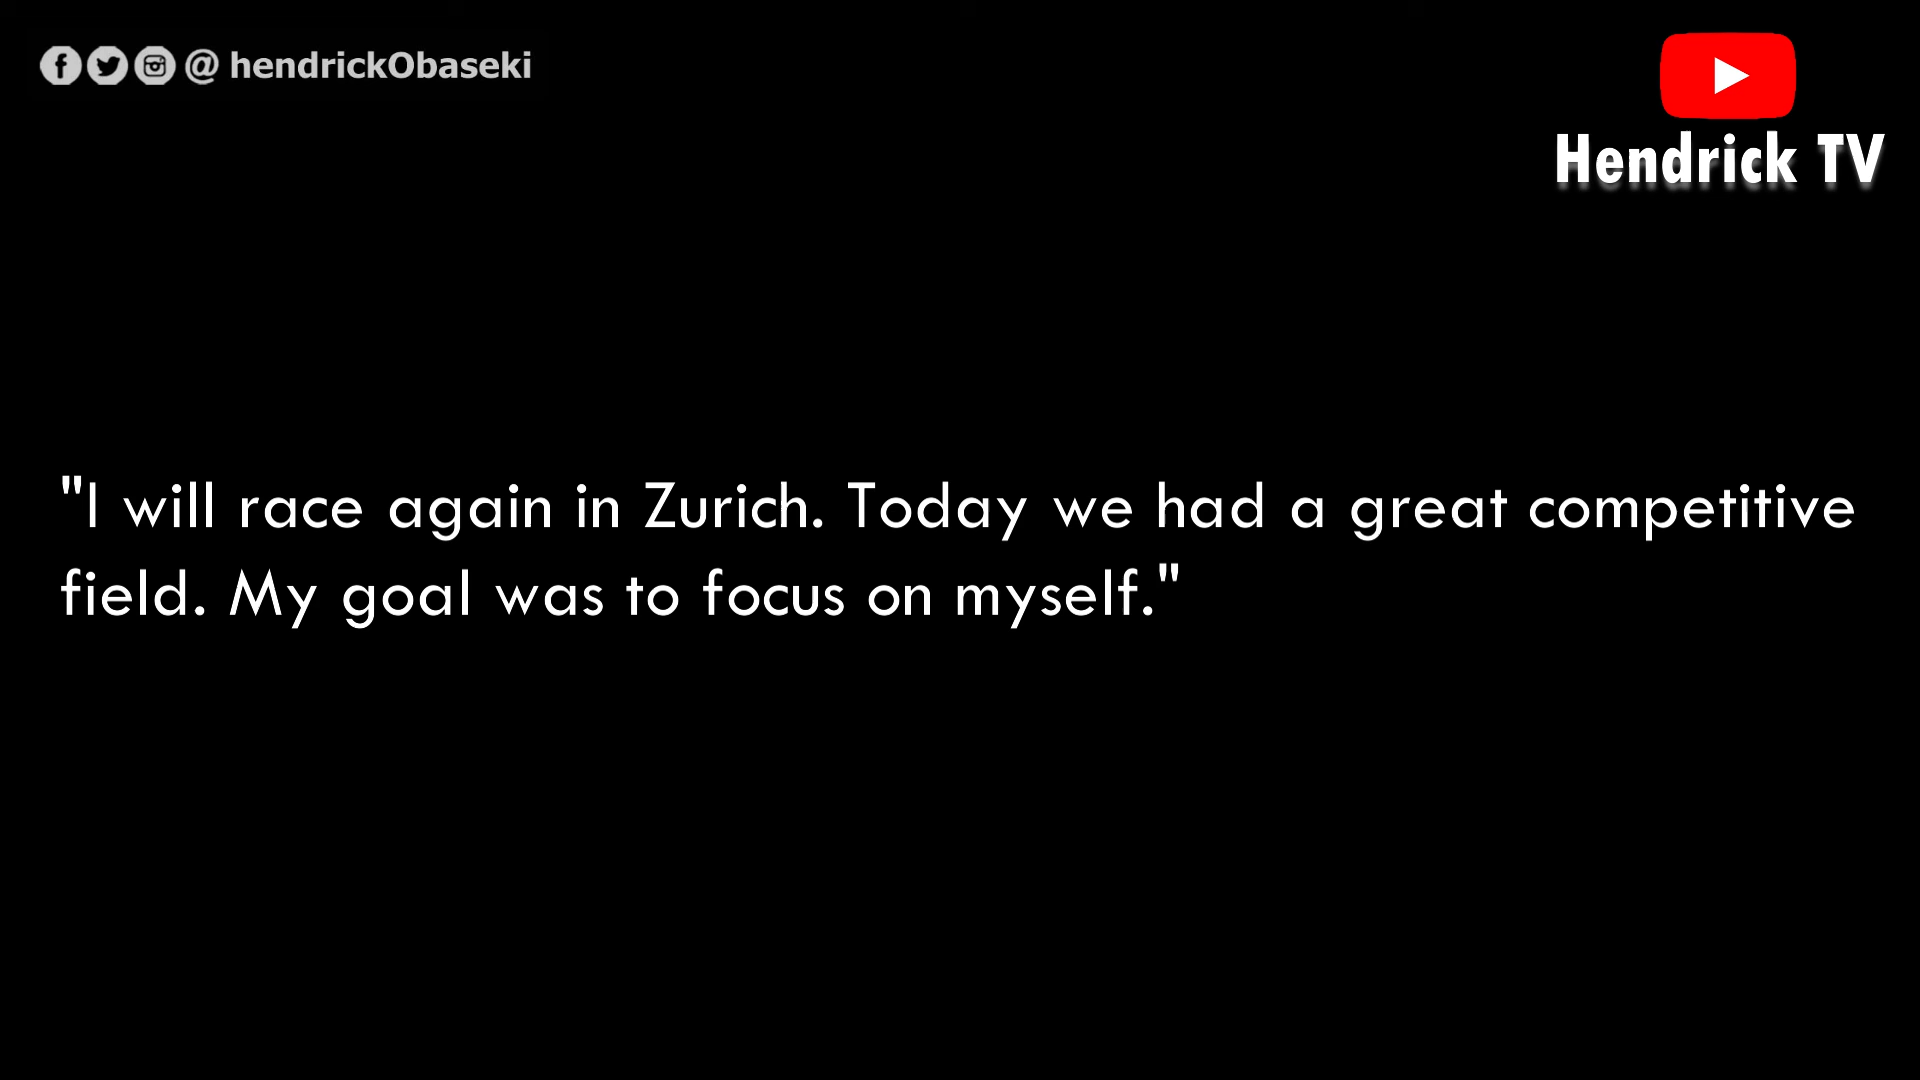 @ hendrickObaseki
Hendrick TV
"I will race again in Zurich. Today we had a great competitive
field. My goal was to focus on myself."